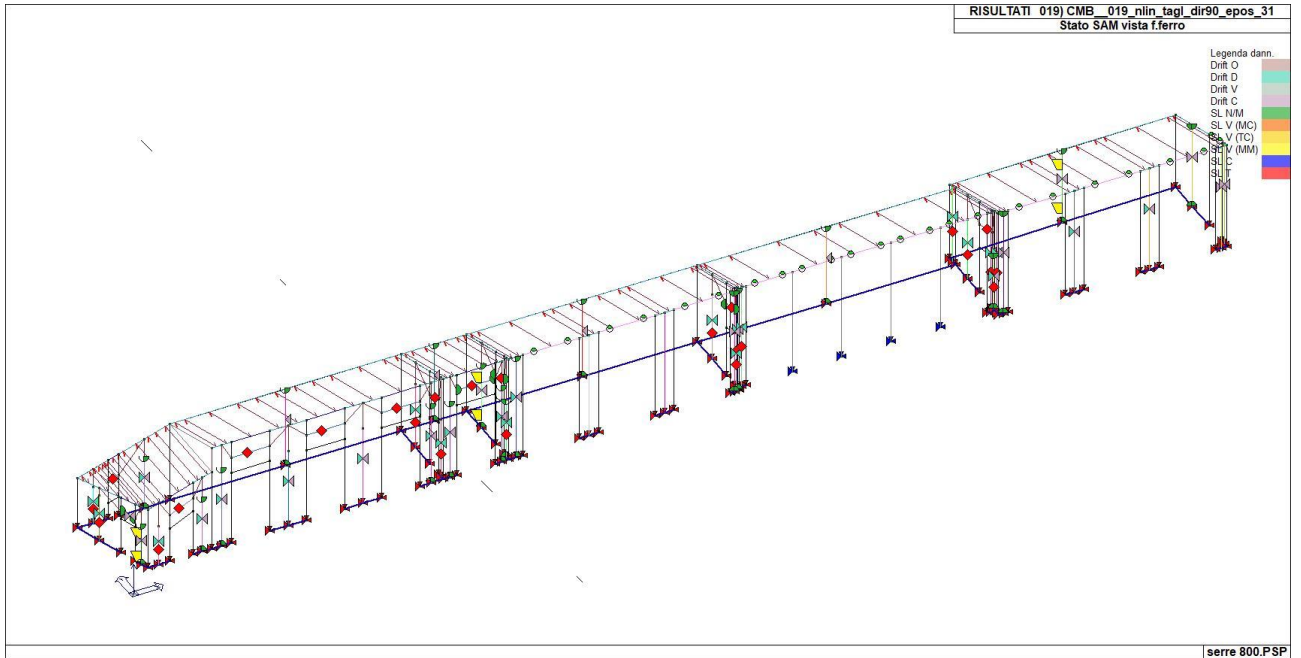 RISULTATI 019) CMB__019_nlin_tagl_dir90_epos_31
Stato SAM vista f.ferro
Legenda dann.
Drift O
Drift D
Drift V
Drift C
SL N/M
SL V (MC)
SL V (TC)
SL V (MM)
SL C
SL T
serre 800.PSP